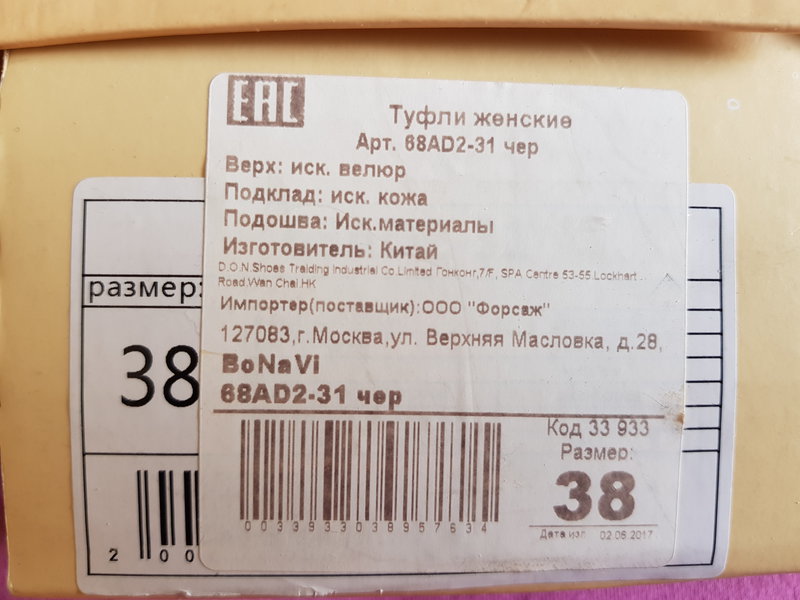 EAC
Туфли женские
Арт. 68AD2-31 чер
Верх: иск. велюр
Подклад: иск. кожа
Подошва: Иск.материалы
Изготовитель: Китай
D.O.N.Shoes Traiding Industrial Co.Limited Гонконг,7/F, SPA Centre 53-55 Lockhart
Road.Wan Chai HK
Импортер(поставщик):ООО "Форсаж"
127083,г.Москва,ул. Верхняя Масловка, д.28,
BoNaVi
68AD2-31 чер
Код 33 933
Размер:
38
Дата изг 02.06.2017
0033933038957634
размер:
38
2 00